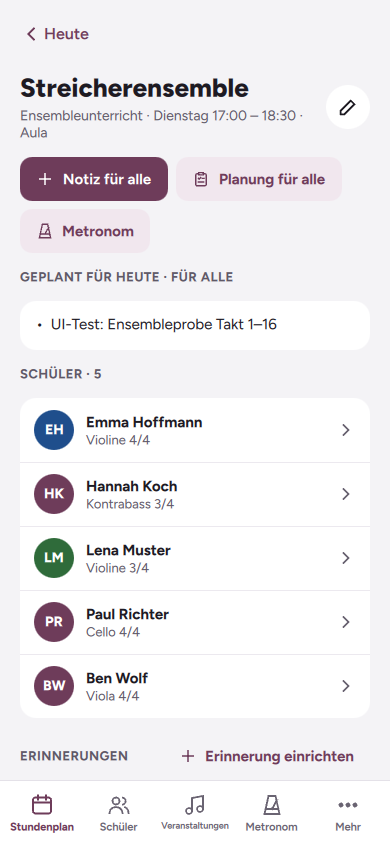 Heute
Streicherensemble
Ensembleunterricht · Dienstag 17:00 – 18:30 ·
Aula
Notiz für alle
Planung für alle
Metronom
GEPLANT FÜR HEUTE · FÜR ALLE
• UI-Test: Ensembleprobe Takt 1–16
SCHÜLER · 5
EH
Emma Hoffmann
Violine 4/4
HK
Hannah Koch
Kontrabass 3/4
LM
Lena Muster
Violine 3/4
PR
Paul Richter
Cello 4/4
BW
Ben Wolf
Viola 4/4
ERINNERUNGEN
Erinnerung einrichten
Stundenplan
Schüler
Veranstaltungen
Metronom
Mehr